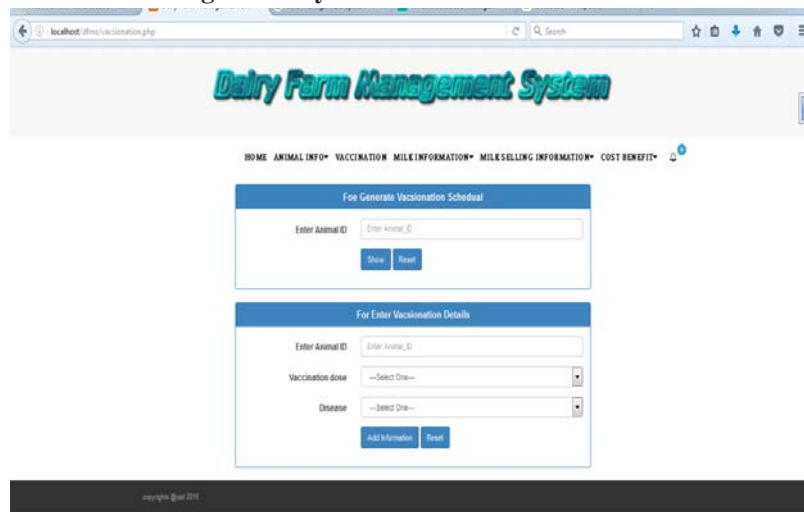 localhost/dfms/vacsionation.php
Search
Dairy Farm Management System
HOME ANIMAL INFO VACCINATION MILK INFORMATION MILK SELLING INFORMATION COST BENEFIT
Foe Generate Vacsionation Schedual
Enter Animal ID Enter Animal_ID
Show Reset
For Enter Vacsionation Details
Enter Animal ID Enter Animal_ID
Vaccination dose ---Select One---
Disease ---Select One---
Add Information Reset
copyrights 2016